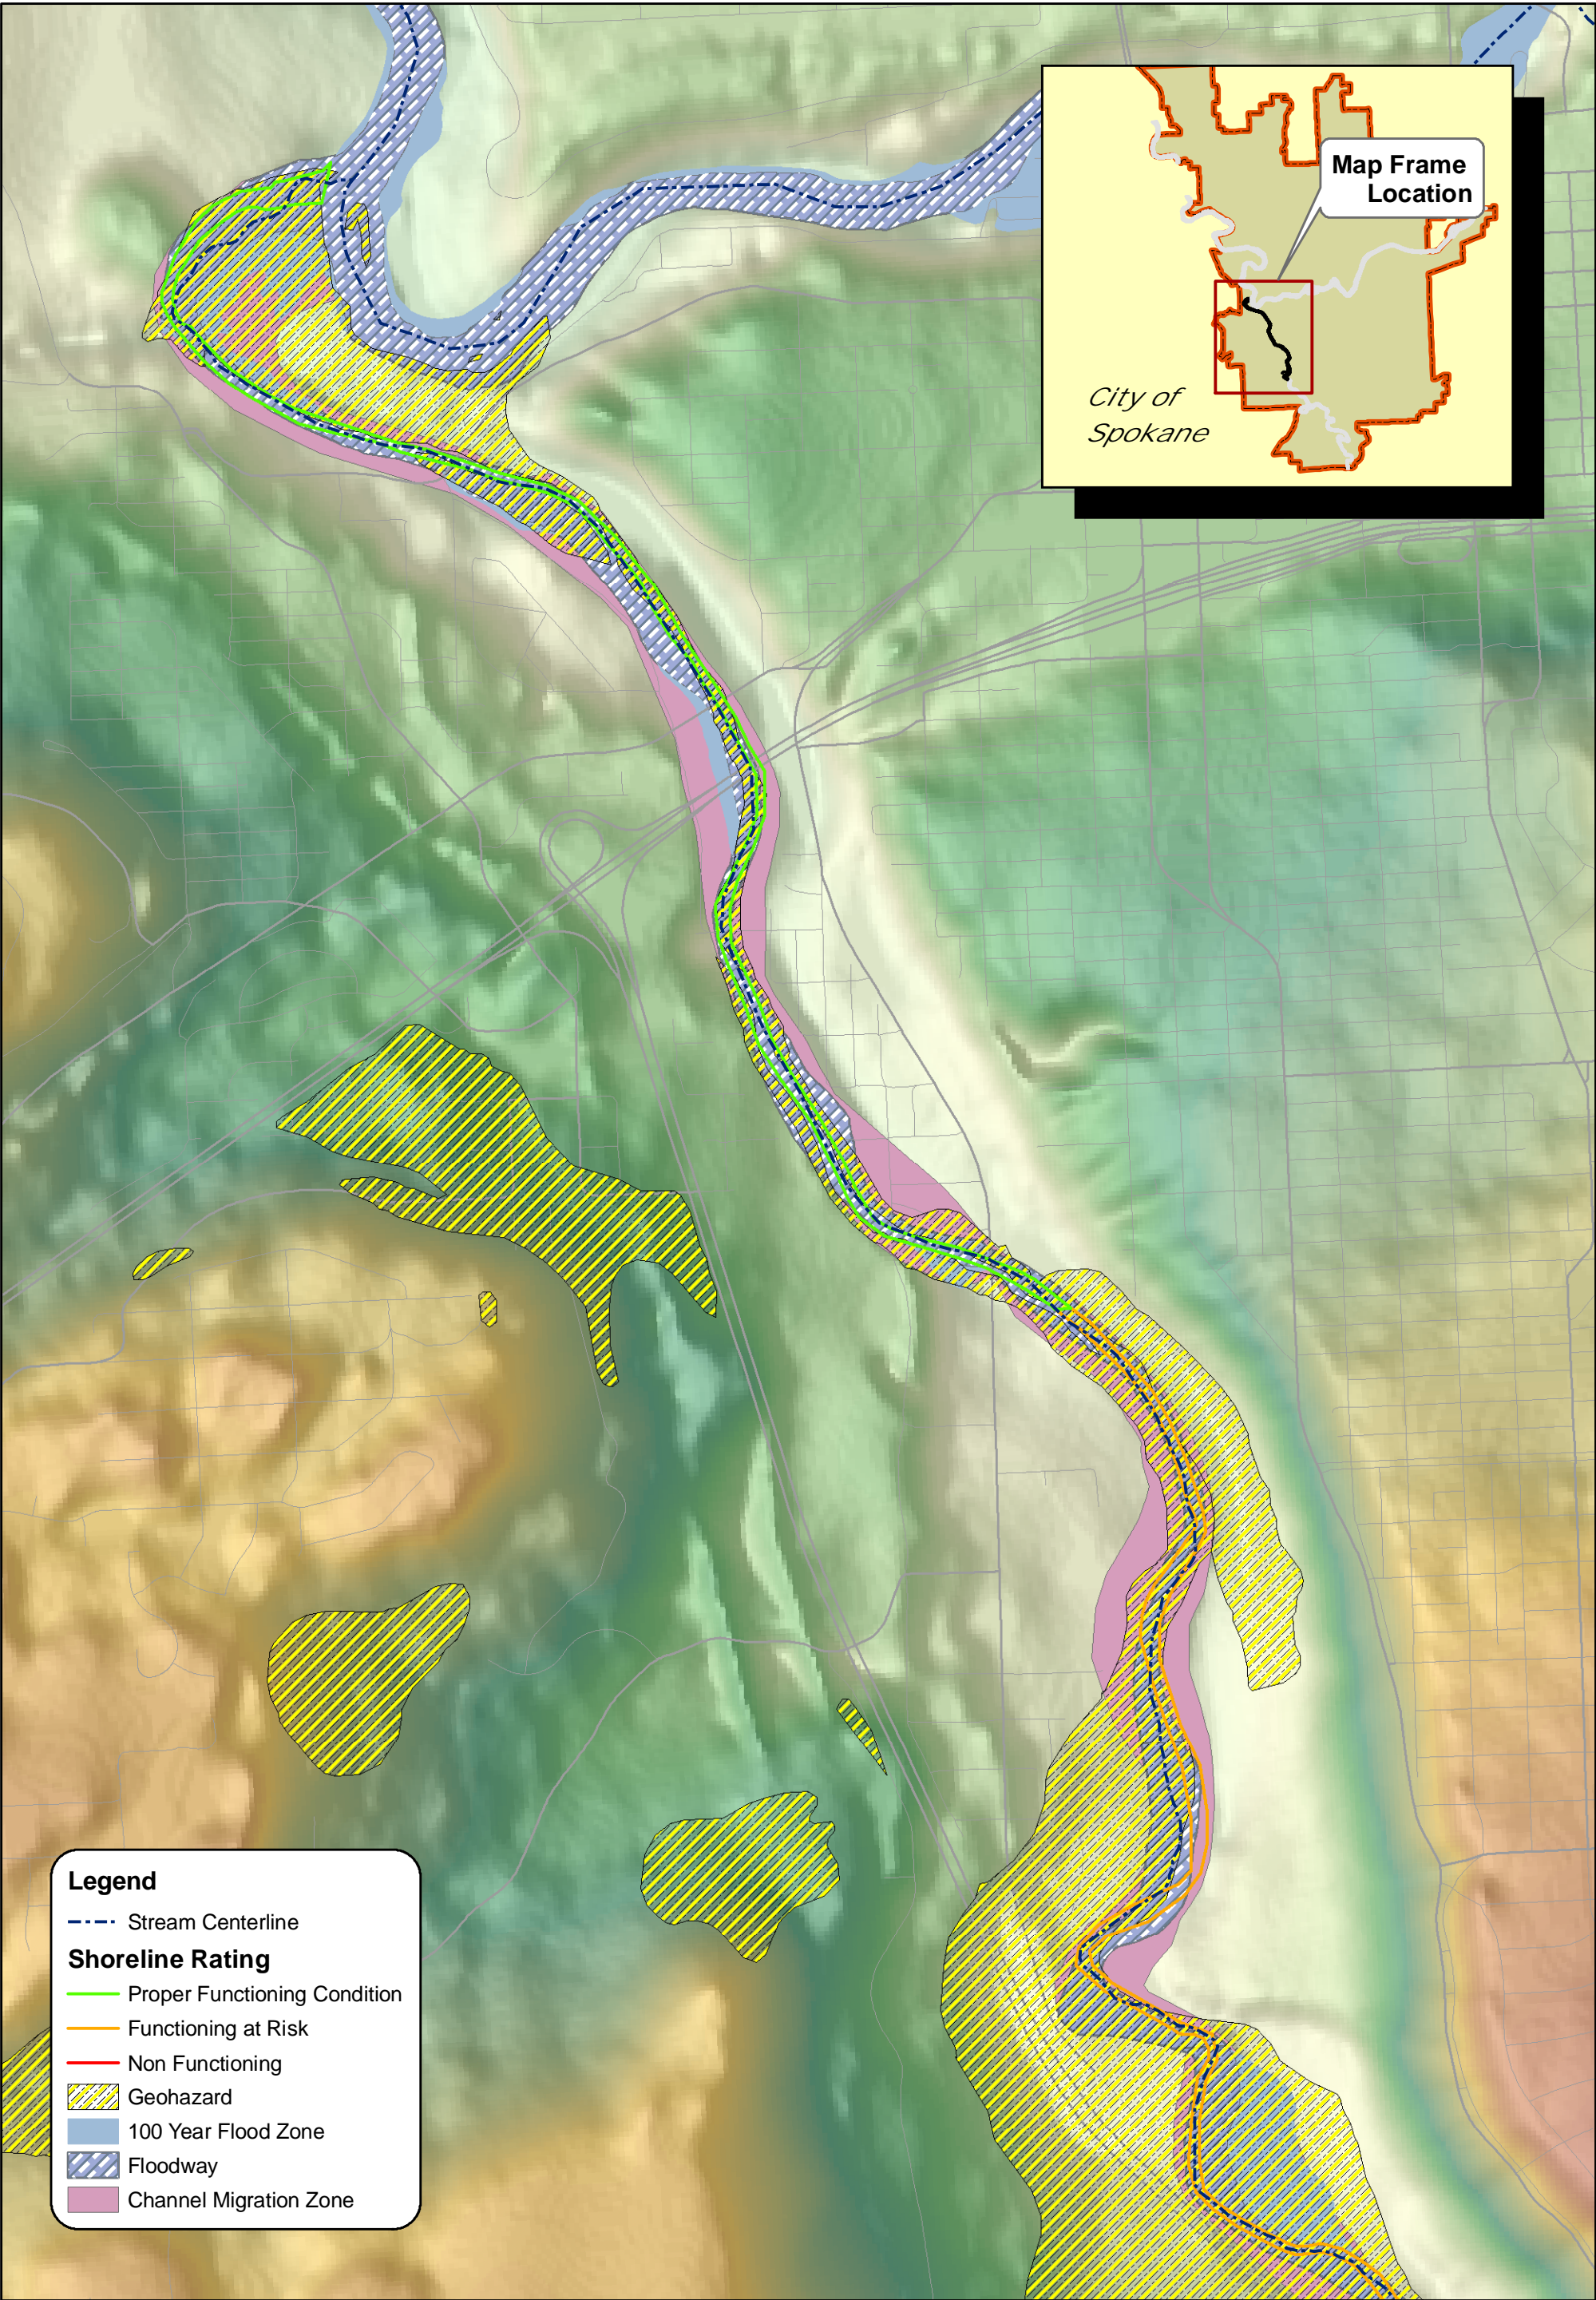 Map Frame
Location
City of
Spokane
Legend
Stream Centerline
Shoreline Rating
Proper Functioning Condition
Functioning at Risk
Non Functioning
Geohazard
100 Year Flood Zone
Floodway
Channel Migration Zone